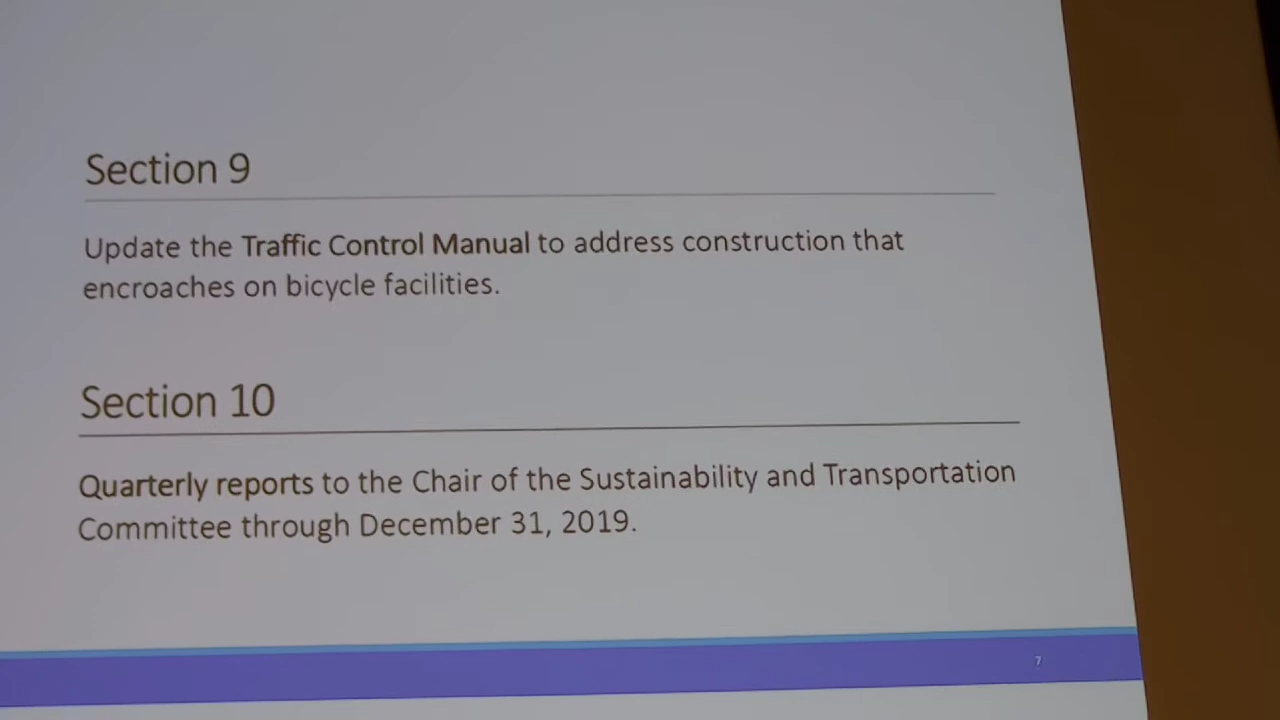 Section 9
Update the Traffic Control Manual to address construction that
encroaches on bicycle facilities.
Section 10
Quarterly reports to the Chair of the Sustainability and Transportation
Committee through December 31, 2019.
7